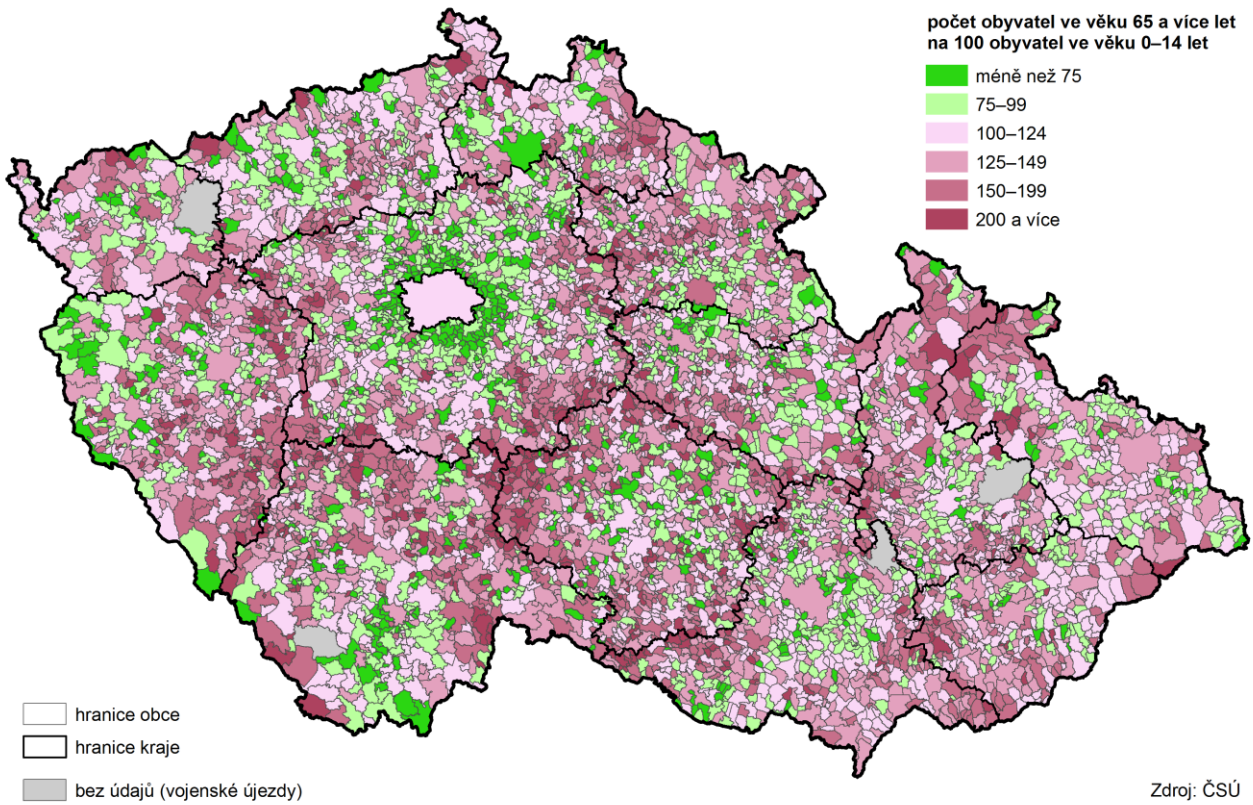 počet obyvatel ve věku 65 a více let
na 100 obyvatel ve věku 0–14 let
méně než 75
75–99
100–124
125–149
150–199
200 a více
hranice obce
hranice kraje
bez údajů (vojenské újezdy)
Zdroj: ČSÚ